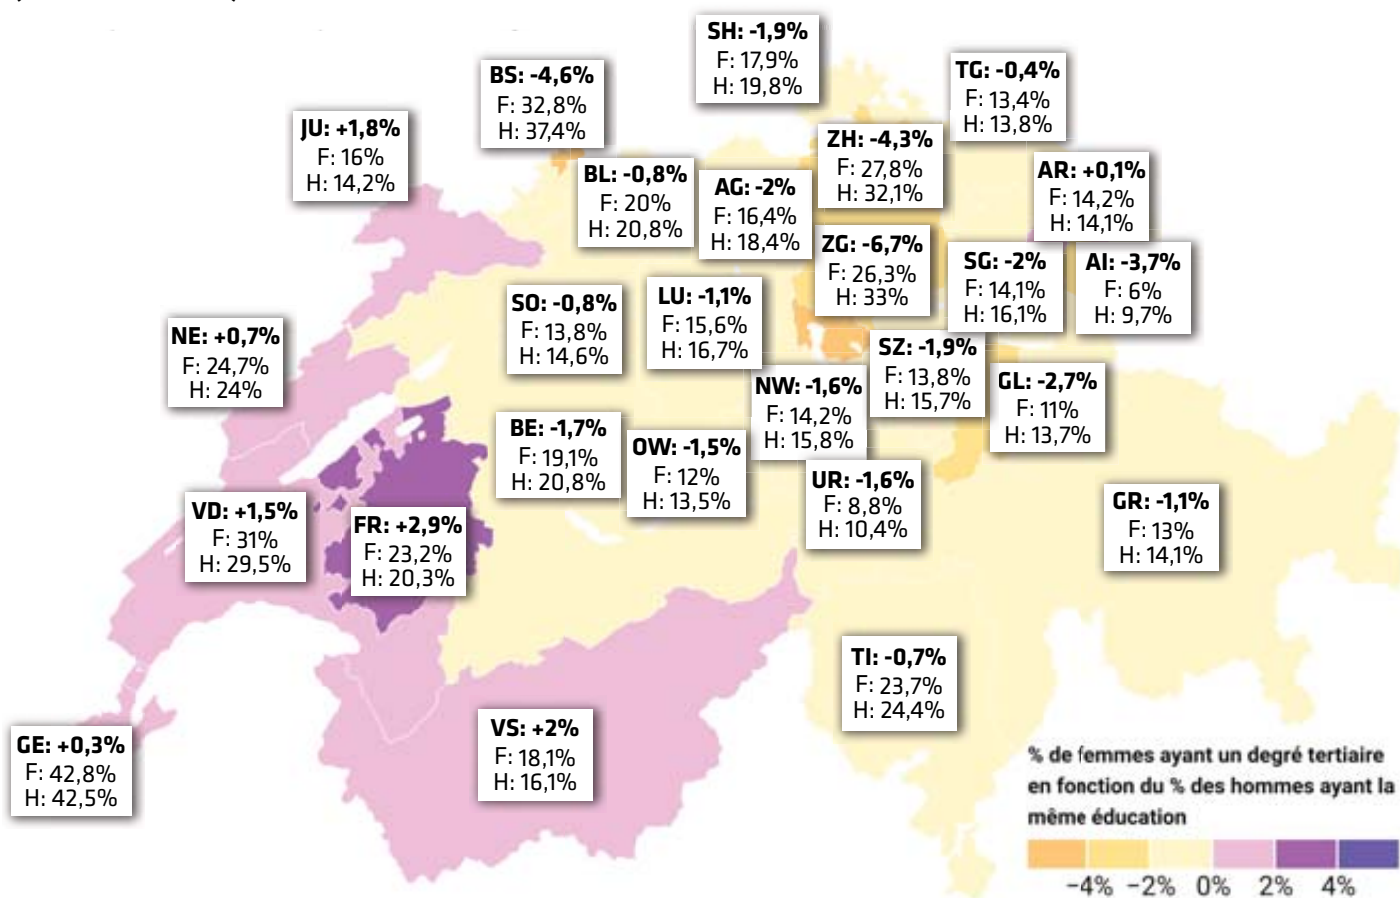 SH: -1,9%
F: 17,9%
H: 19,8%
BS: -4,6%
F: 32,8%
H: 37,4%
TG: -0,4%
F: 13,4%
H: 13,8%
JU: +1,8%
F: 16%
H: 14,2%
ZH: -4,3%
F: 27,8%
H: 32,1%
BL: -0,8%
F: 20%
H: 20,8%
AG: -2%
F: 16,4%
H: 18,4%
AR: +0,1%
F: 14,2%
H: 14,1%
ZG: -6,7%
F: 26,3%
H: 33%
SG: -2%
F: 14,1%
H: 16,1%
AI: -3,7%
F: 6%
H: 9,7%
SO: -0,8%
F: 13,8%
H: 14,6%
LU: -1,1%
F: 15,6%
H: 16,7%
NE: +0,7%
F: 24,7%
H: 24%
SZ: -1,9%
F: 13,8%
H: 15,7%
NW: -1,6%
F: 14,2%
H: 15,8%
GL: -2,7%
F: 11%
H: 13,7%
BE: -1,7%
F: 19,1%
H: 20,8%
OW: -1,5%
F: 12%
H: 13,5%
UR: -1,6%
F: 8,8%
H: 10,4%
GR: -1,1%
F: 13%
H: 14,1%
VD: +1,5%
F: 31%
H: 29,5%
FR: +2,9%
F: 23,2%
H: 20,3%
TI: -0,7%
F: 23,7%
H: 24,4%
VS: +2%
F: 18,1%
H: 16,1%
GE: +0,3%
F: 42,8%
H: 42,5%
% de femmes ayant un degré tertiaire
en fonction du % des hommes ayant la
même éducation
−4% −2% 0% 2% 4%